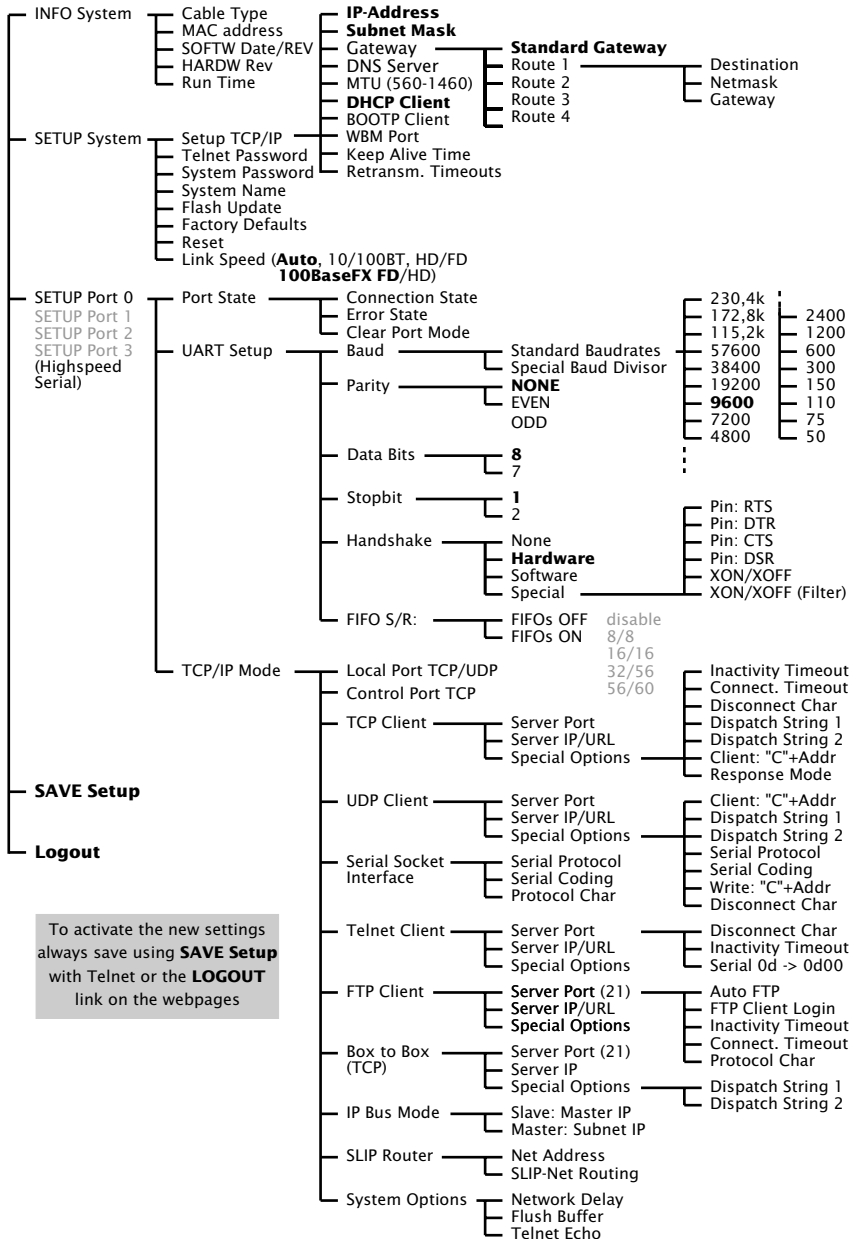 INFO System
Cable Type
MAC address
SOFTW Date/REV
HARDW Rev
Run Time
SETUP System
Setup TCP/IP
IP-Address
Subnet Mask
Gateway
Standard Gateway
Route 1
Destination
Netmask
Gateway
Route 2
Route 3
Route 4
DNS Server
MTU (560-1460)
DHCP Client
BOOTP Client
WBM Port
Keep Alive Time
Retransm. Timeouts
Telnet Password
System Password
System Name
Flash Update
Factory Defaults
Reset
Link Speed (Auto, 10/100BT, HD/FD
100BaseFX FD/HD)
SETUP Port 0
SETUP Port 1
SETUP Port 2
SETUP Port 3
(Highspeed
Serial)
Port State
Connection State
Error State
Clear Port Mode
UART Setup
Baud
Standard Baudrates
230,4k
172,8k
115,2k
57600
38400
19200
9600
7200
4800
2400
1200
600
300
150
110
75
50
Special Baud Divisor
Parity
NONE
EVEN
ODD
Data Bits
8
7
Stopbit
1
2
Handshake
None
Hardware
Software
Special
Pin: RTS
Pin: DTR
Pin: CTS
Pin: DSR
XON/XOFF
XON/XOFF (Filter)
FIFO S/R:
FIFOs OFF
FIFOs ON
disable
8/8
16/16
32/56
56/60
TCP/IP Mode
Local Port TCP/UDP
Control Port TCP
TCP Client
Server Port
Server IP/URL
Special Options
Inactivity Timeout
Connect. Timeout
Disconnect Char
Dispatch String 1
Dispatch String 2
Client: "C"+Addr
Response Mode
UDP Client
Server Port
Server IP/URL
Special Options
Client: "C"+Addr
Dispatch String 1
Dispatch String 2
Serial Protocol
Serial Coding
Write: "C"+Addr
Disconnect Char
Serial Socket
Interface
Serial Protocol
Serial Coding
Protocol Char
Telnet Client
Server Port
Server IP/URL
Special Options
Disconnect Char
Inactivity Timeout
Serial 0d -> 0d00
FTP Client
Server Port (21)
Server IP/URL
Special Options
Auto FTP
FTP Client Login
Inactivity Timeout
Connect. Timeout
Protocol Char
Box to Box
(TCP)
Server Port (21)
Server IP
Special Options
Dispatch String 1
Dispatch String 2
IP Bus Mode
Slave: Master IP
Master: Subnet IP
SLIP Router
Net Address
SLIP-Net Routing
System Options
Network Delay
Flush Buffer
Telnet Echo
SAVE Setup
Logout
To activate the new settings
always save using SAVE Setup
with Telnet or the LOGOUT
link on the webpages